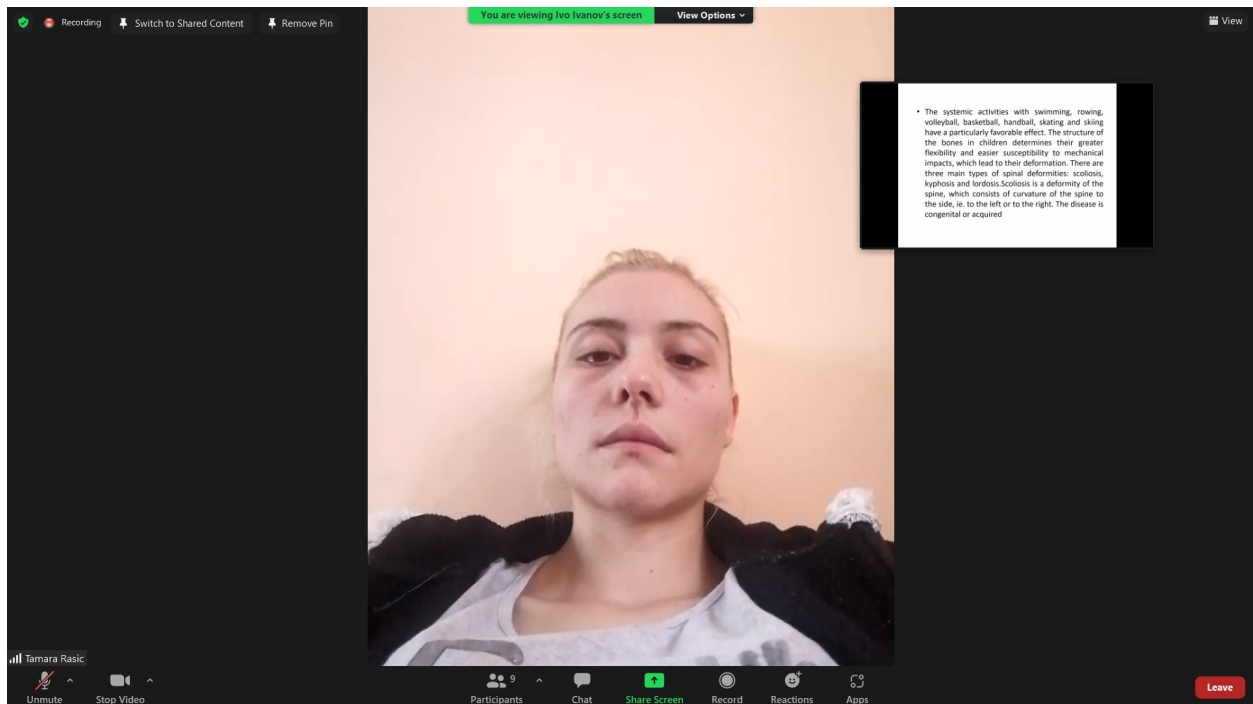 Recording
Switch to Shared Content
Remove Pin
You are viewing Ivo Ivanov's screen
View Options
View
• The systemic activities with swimming, rowing,
volleyball, basketball, handball, skating and skiing
have a particularly favorable effect. The structure of
the bones in children determines their greater
flexibility and easier susceptibility to mechanical
impacts, which lead to their deformation. There are
three main types of spinal deformities: scoliosis,
kyphosis and lordosis.Scoliosis is a deformity of the
spine, which consists of curvature of the spine to
the side, ie. to the left or to the right. The disease is
congenital or acquired
Tamara Rasic
Unmute
Stop Video
9
Participants
Chat
Share Screen
Record
Reactions
Apps
Leave